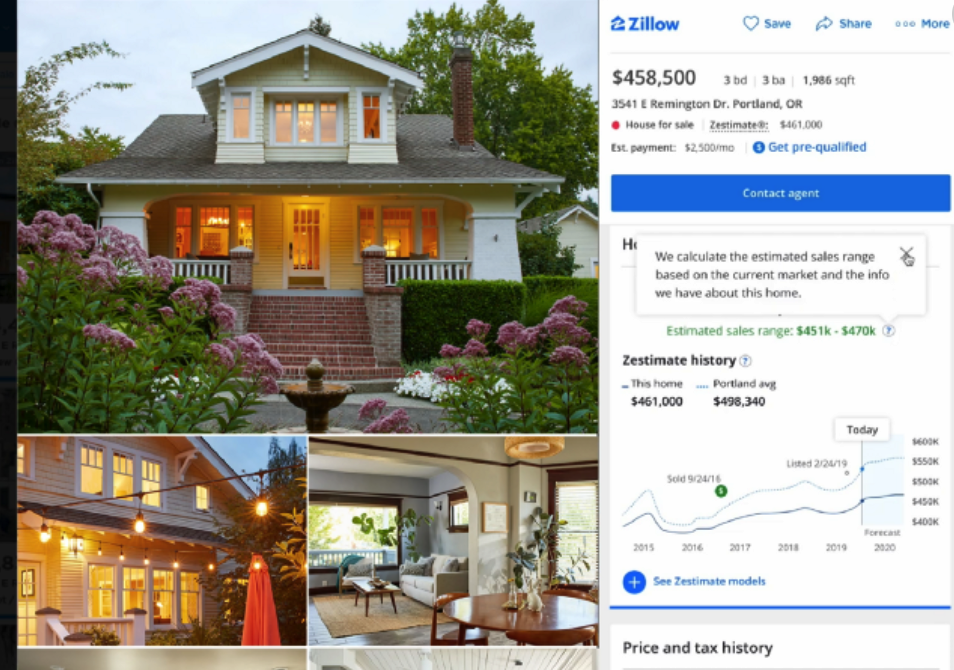 Zillow
Save
Share
More
$458,500 3 bd | 3 ba | 1,986 sqft
3541 E Remington Dr. Portland, OR
House for sale | Zestimate®: $461,000
Est. payment: $2,500/mo | $ Get pre-qualified
Contact agent
We calculate the estimated sales range
based on the current market and the info
we have about this home.
Estimated sales range: $451k - $470k ?
Zestimate history ?
This home Portland avg
$461,000 $498,340
Today
$600K
$550K
$500K
$450K
$400K
Listed 2/24/19
Sold 9/24/16
$
Forecast
2015 2016 2017 2018 2019 2020
+ See Zestimate models
Price and tax history